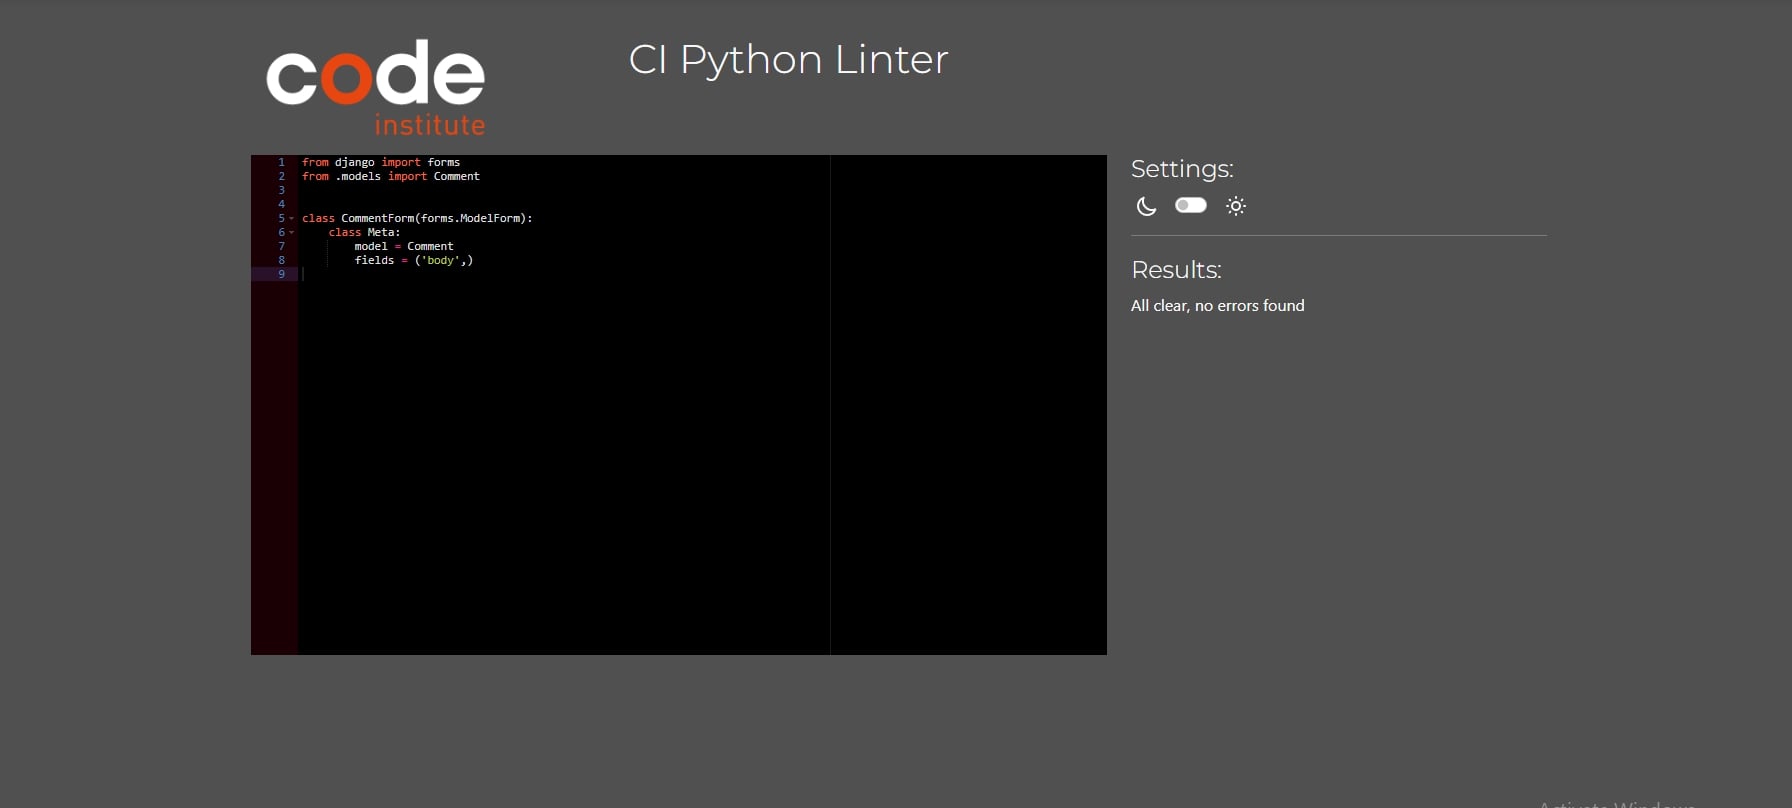 code
institute
CI Python Linter
1 from django import forms
2 from .models import Comment
3
4
5 class CommentForm(forms.ModelForm):
6 class Meta:
7 model = Comment
8 fields = ('body',)
9
Settings:
Results:
All clear, no errors found
Activate Windows